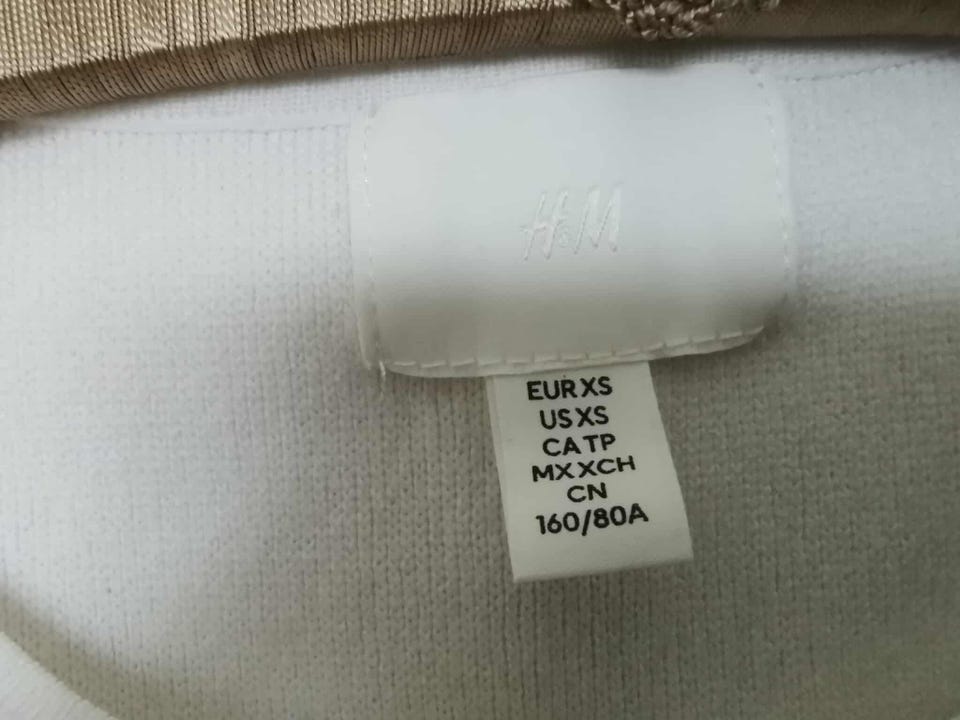 H&M
EUR XS
US XS
CA TP
MX XCH
CN
160/80A